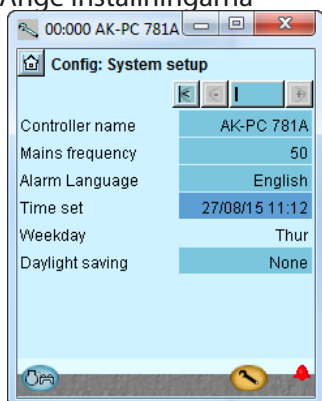 Ange inställningarna
00:000 AK-PC 781A
Config: System setup
Controller name AK-PC 781A
Mains frequency 50
Alarm Language English
Time set 27/08/15 11:12
Weekday Thur
Daylight saving None